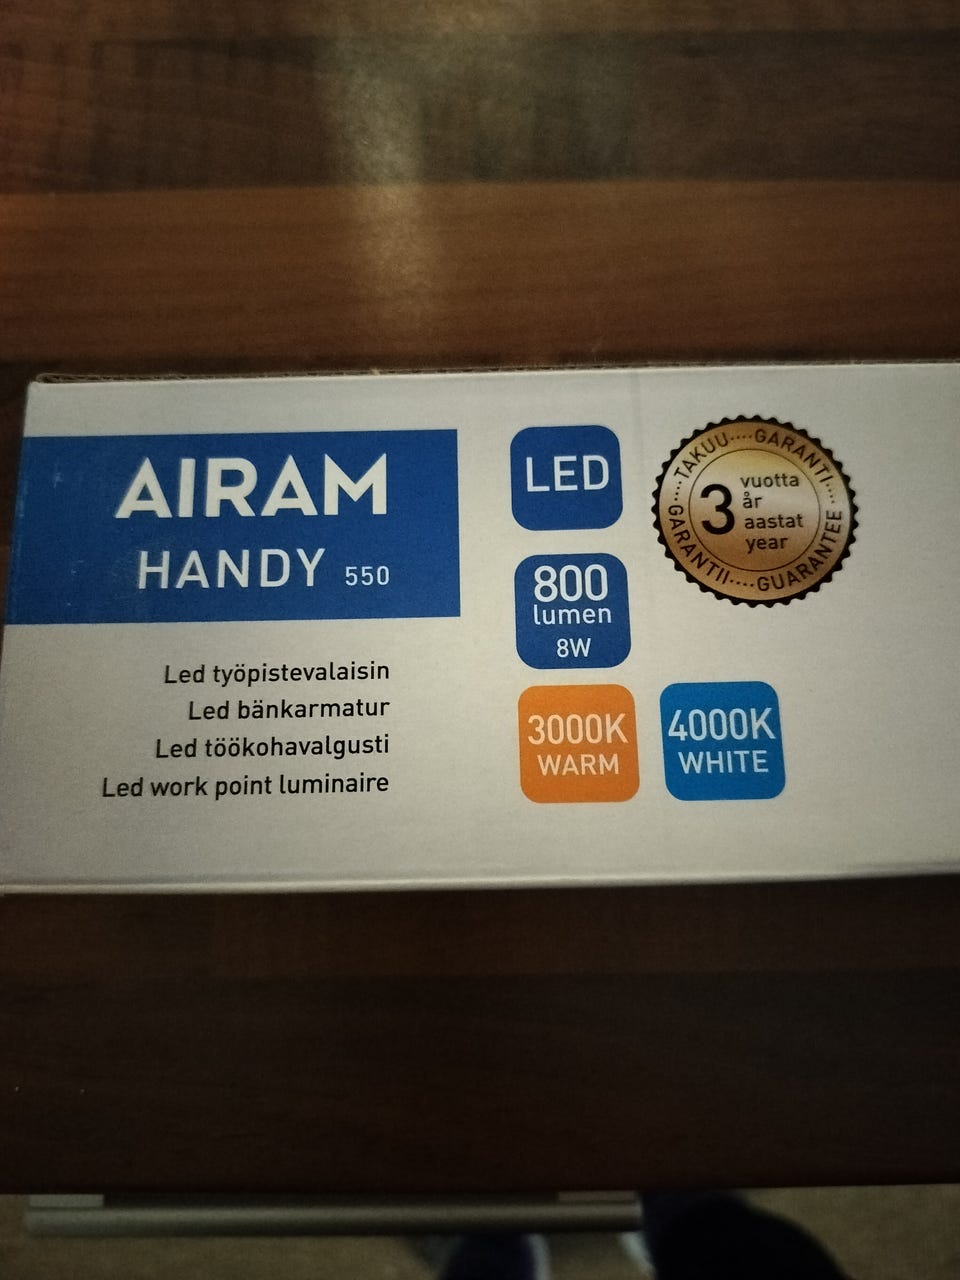 AIRAM
HANDY 550
Led työpistevalaisin
Led bänkarmatur
Led töökohavalgusti
Led work point luminaire
LED
800
lumen
8W
3000K
WARM
4000K
WHITE
····TAKUU····GARANTI····GUARANTEE····GARANTII
3
vuotta
år
aastat
year